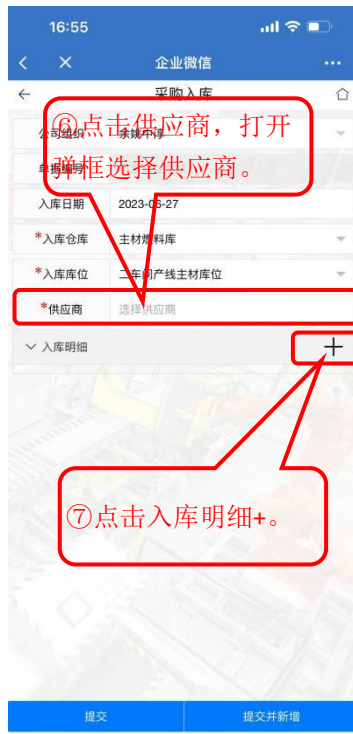 16:55
企业微信
采购入库
公司组织 余姚中淳
⑥点击供应商，打开
弹框选择供应商。
单据编号
入库日期 2023-06-27
*入库仓库 主材燃料库
*入库库位 二车间产线主材库位
*供应商 选择供应商
入库明细 +
⑦点击入库明细+。
提交 提交并新增